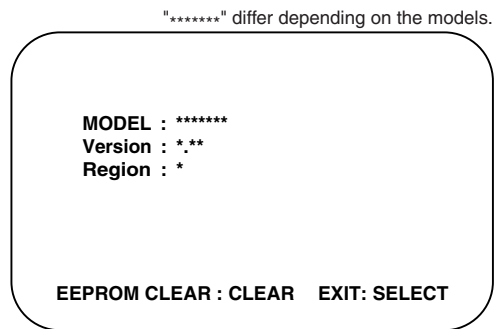 "*******" differ depending on the models.
MODEL : *******
Version : *.**
Region : *
EEPROM CLEAR : CLEAR EXIT: SELECT